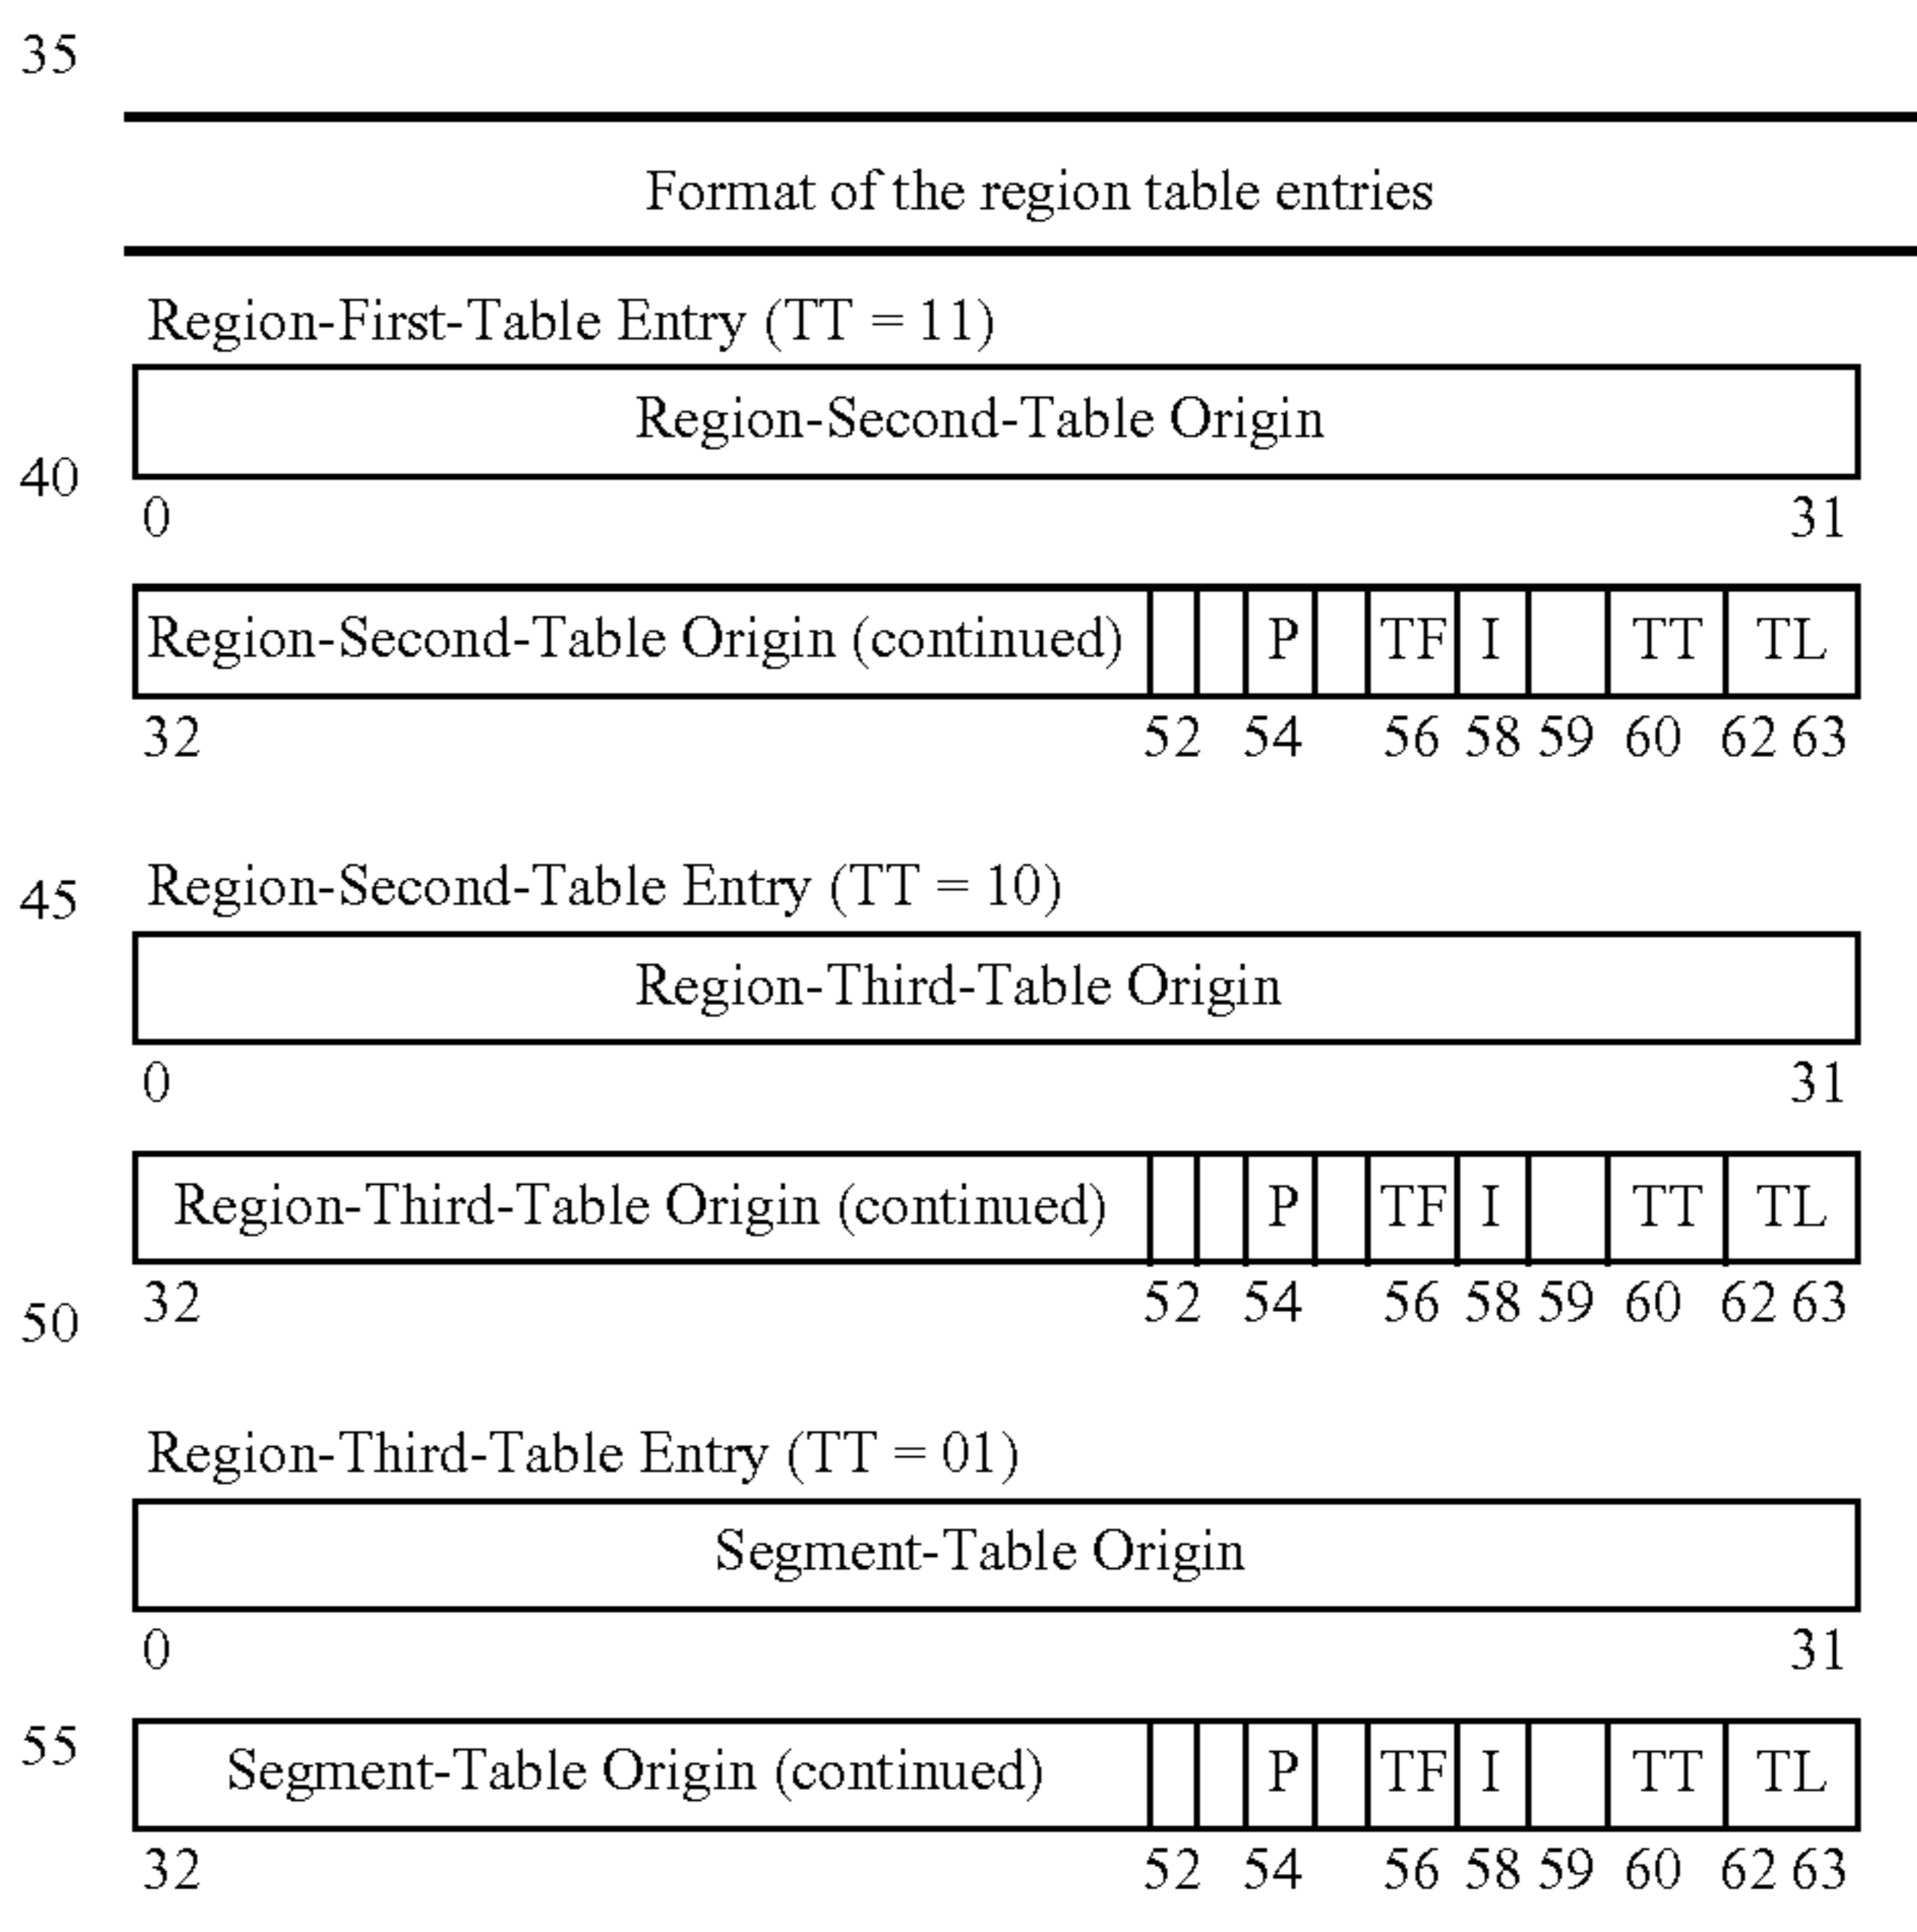 35
Format of the region table entries
Region-First-Table Entry (TT = 11)
Region-Second-Table Origin
40
0 31
Region-Second-Table Origin (continued) P TF I TT TL
32 52 54 56 58 59 60 62 63
45 Region-Second-Table Entry (TT = 10)
Region-Third-Table Origin
0 31
Region-Third-Table Origin (continued) P TF I TT TL
50 32 52 54 56 58 59 60 62 63
Region-Third-Table Entry (TT = 01)
Segment-Table Origin
0 31
55 Segment-Table Origin (continued) P TF I TT TL
32 52 54 56 58 59 60 62 63